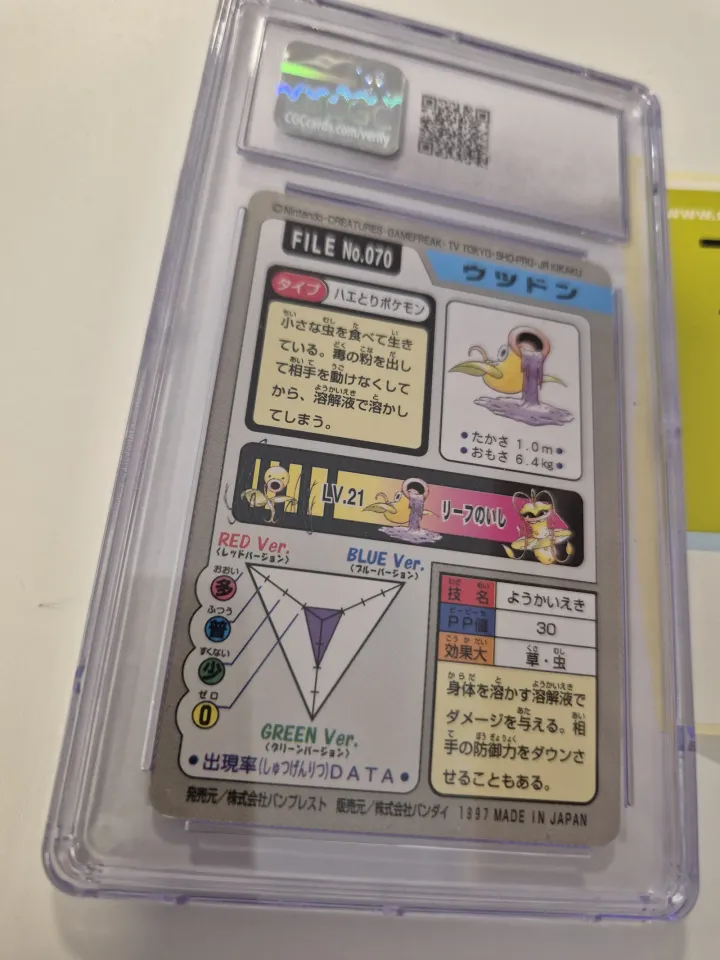 CGCcards.com/verify
www.
©Nintendo・CREATURES・GAMEFREAK・TV TOKYO・SHO-PRO・JR KIKAKU
FILE No.070
ウツドン
タイプ
ハエとりポケモン
小さな虫を食べて生き
ている。毒の粉を出し
て相手を動けなくして
から、溶解液で溶かし
てしまう。
●たかさ 1.0m●
●おもさ 6.4kg●
LV.21
リーフのいし
RED Ver.
(レッドバージョン)
BLUE Ver.
(ブルーバージョン)
おおい
多
ふつう
普
すくない
少
ゼロ
0
GREEN Ver.
(グリーンバージョン)
●出現率(しゅつげんりつ)DATA●
技名
ようかいえき
PP値
30
効果大
草・虫
身体を溶かす溶解液で
ダメージを与える。相
手の防御力をダウンさ
せることもある。
発売元/株式会社バンプレスト 販売元/株式会社バンダイ 1997 MADE IN JAPAN